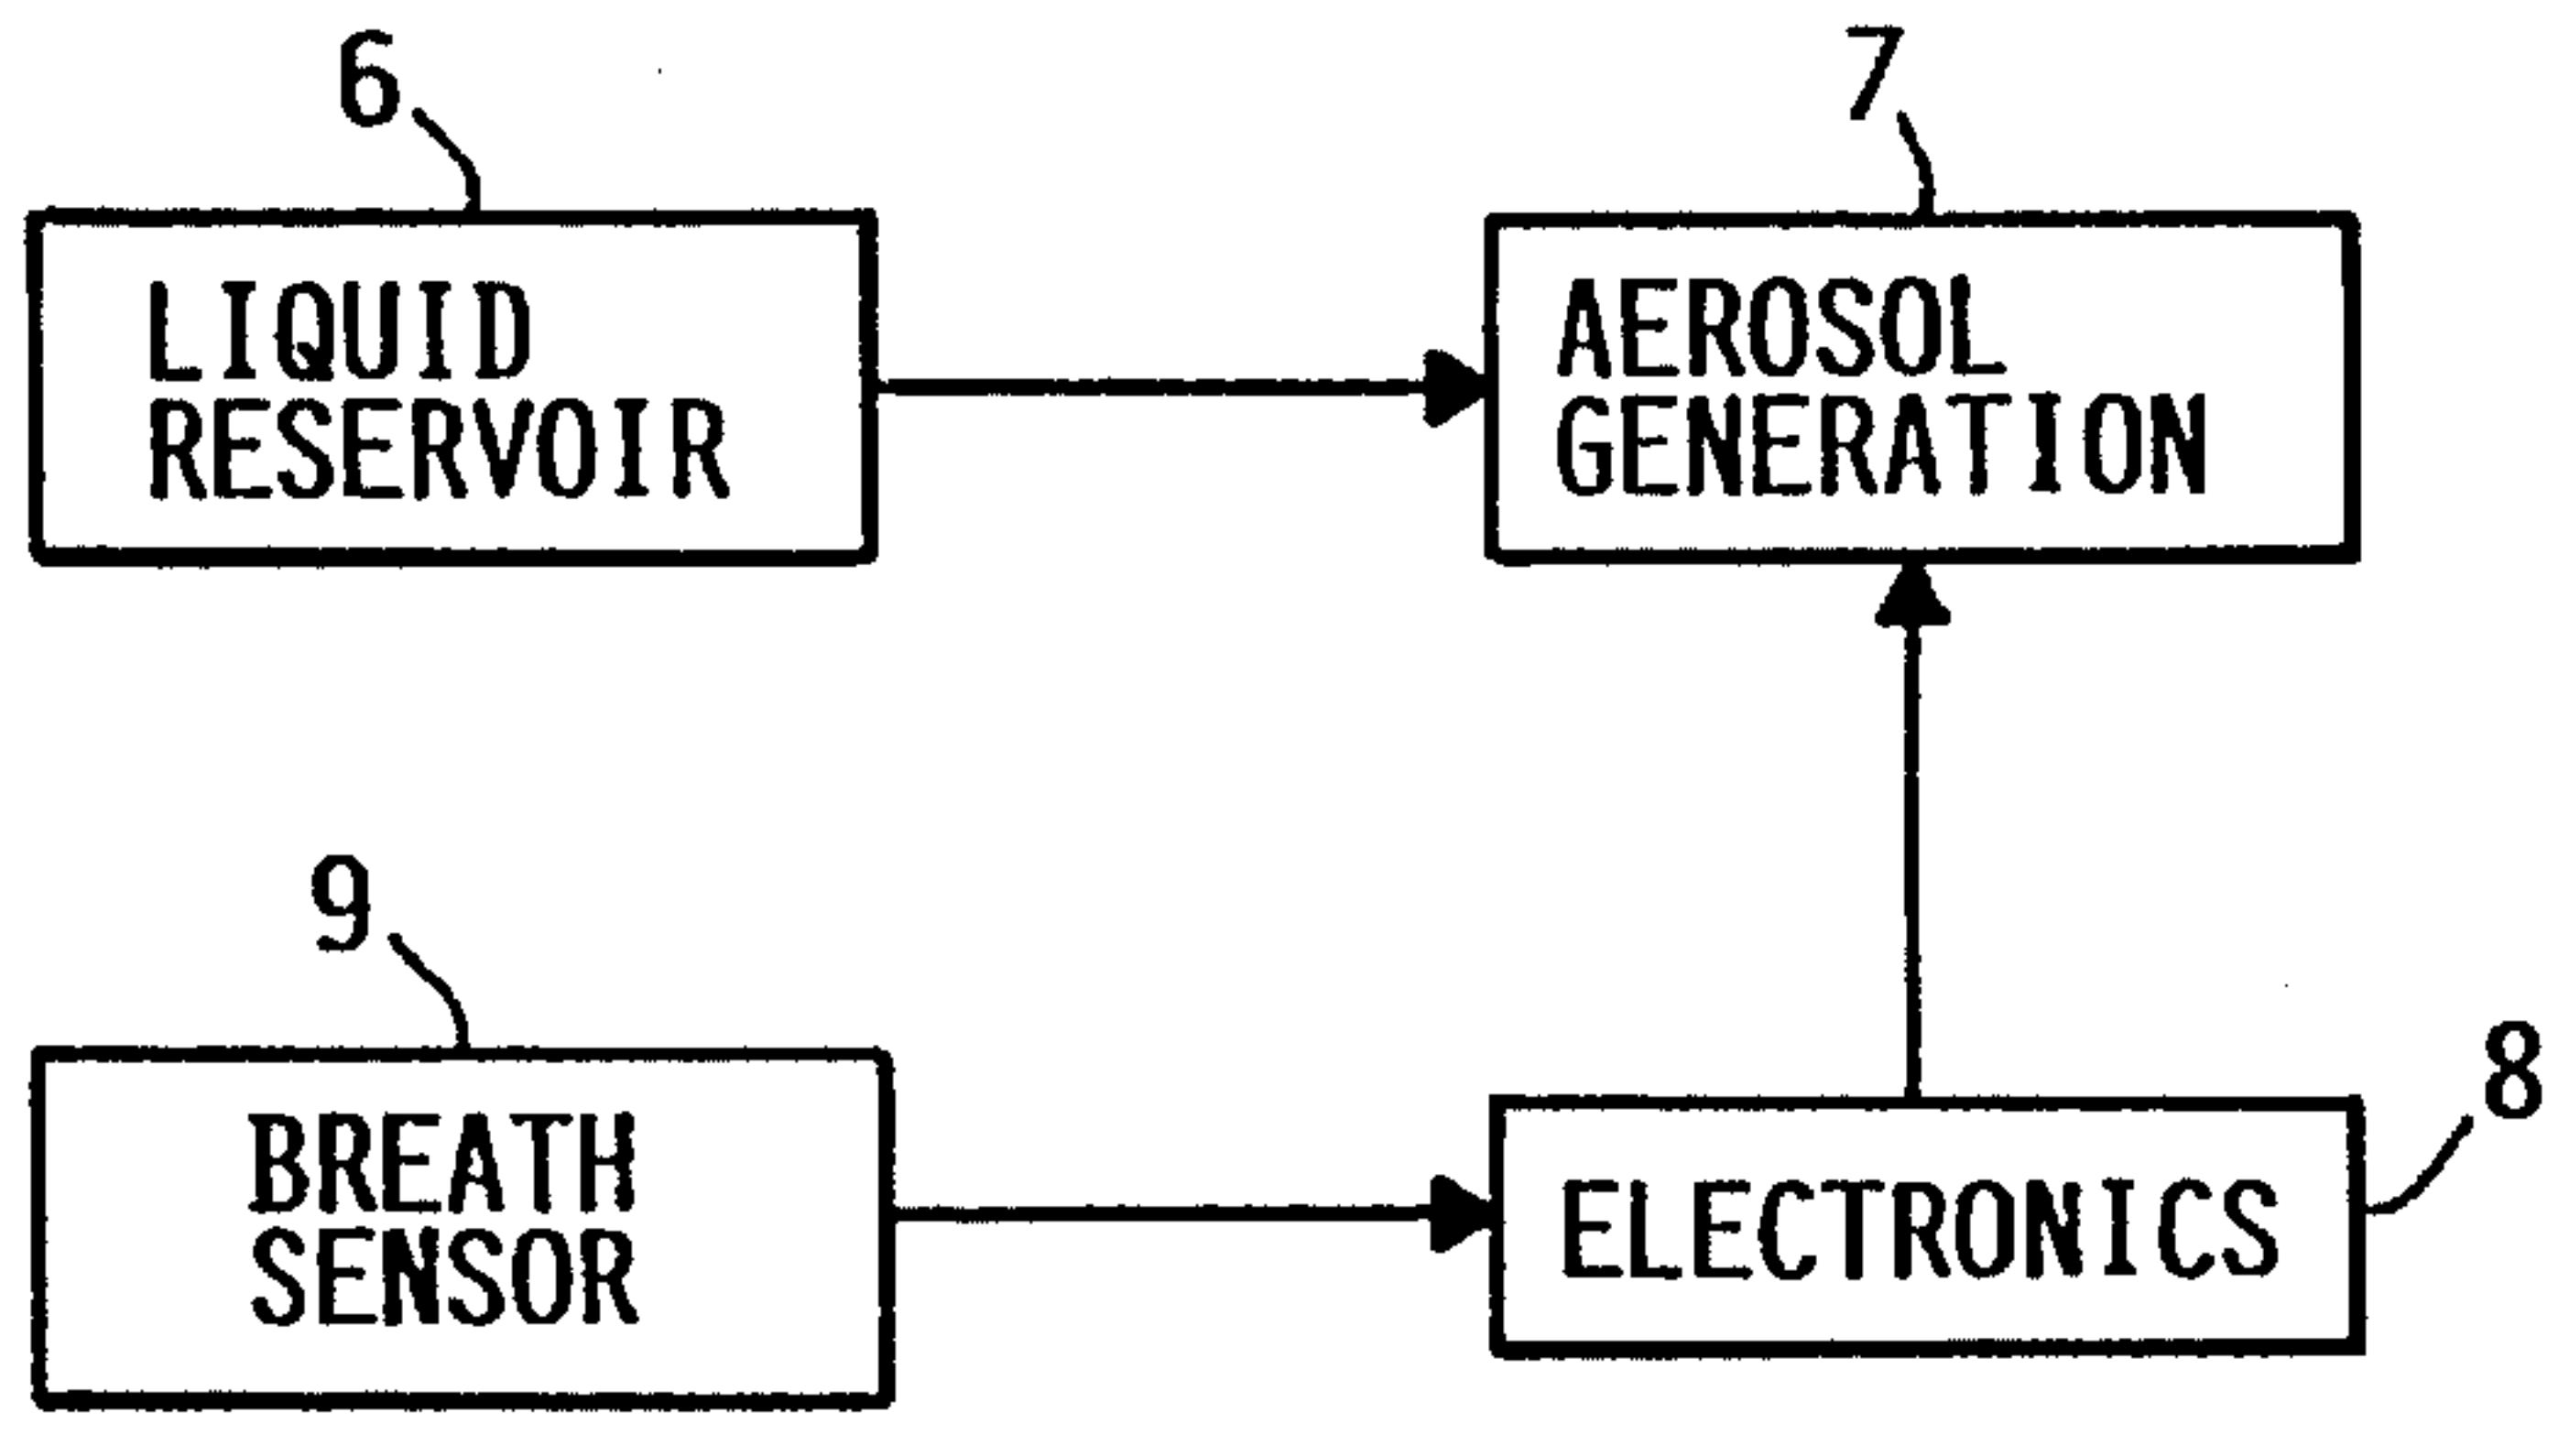 6
7
LIQUID
RESERVOIR
AEROSOL
GENERATION
9
8
BREATH
SENSOR
ELECTRONICS